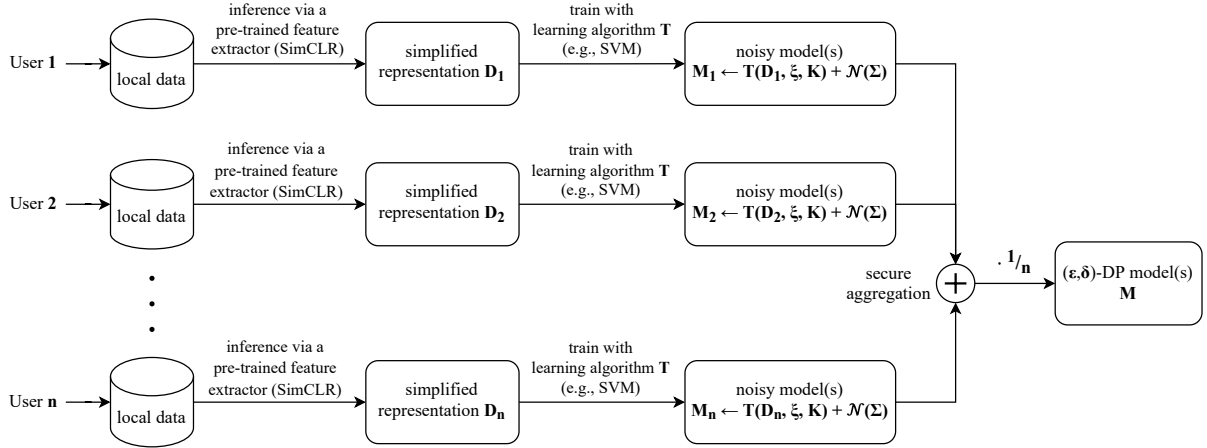 inference via a
pre-trained feature
extractor (SimCLR)
train with
learning algorithm T
(e.g., SVM)
User 1
local data
simplified
representation D₁
noisy model(s)
M₁ ← T(D₁, ξ, K) + 𝒩(Σ)
inference via a
pre-trained feature
extractor (SimCLR)
train with
learning algorithm T
(e.g., SVM)
User 2
local data
simplified
representation D₂
noisy model(s)
M₂ ← T(D₂, ξ, K) + 𝒩(Σ)
secure
aggregation
+
· 1/n
(ε,δ)-DP model(s)
M
inference via a
pre-trained feature
extractor (SimCLR)
train with
learning algorithm T
(e.g., SVM)
User n
local data
simplified
representation Dₙ
noisy model(s)
Mₙ ← T(Dₙ, ξ, K) + 𝒩(Σ)